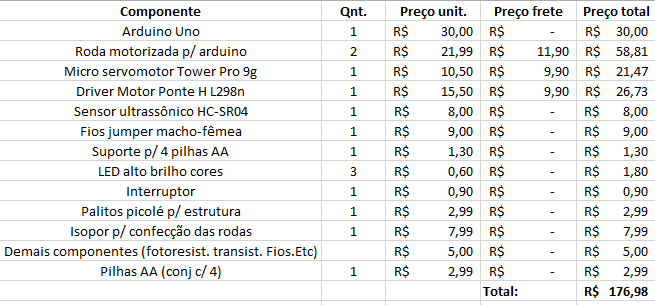 Componente Qnt. Preço unit. Preço frete Preço total
Arduino Uno 1 R$ 30,00 R$ - R$ 30,00
Roda motorizada p/ arduino 2 R$ 21,99 R$ 11,90 R$ 58,81
Micro servomotor Tower Pro 9g 1 R$ 10,50 R$ 9,90 R$ 21,47
Driver Motor Ponte H L298n 1 R$ 15,50 R$ 9,90 R$ 26,73
Sensor ultrassônico HC-SR04 1 R$ 8,00 R$ - R$ 8,00
Fios jumper macho-fêmea 1 R$ 9,00 R$ - R$ 9,00
Suporte p/ 4 pilhas AA 1 R$ 1,30 R$ - R$ 1,30
LED alto brilho cores 3 R$ 0,60 R$ - R$ 1,80
Interruptor 1 R$ 0,90 R$ - R$ 0,90
Palitos picolé p/ estrutura 1 R$ 2,99 R$ - R$ 2,99
Isopor p/ confecção das rodas 1 R$ 7,99 R$ - R$ 7,99
Demais componentes (fotoresist. transist. Fios.Etc) R$ 5,00 R$ - R$ 5,00
Pilhas AA (conj c/ 4) 1 R$ 2,99 R$ - R$ 2,99
Total: R$ 176,98